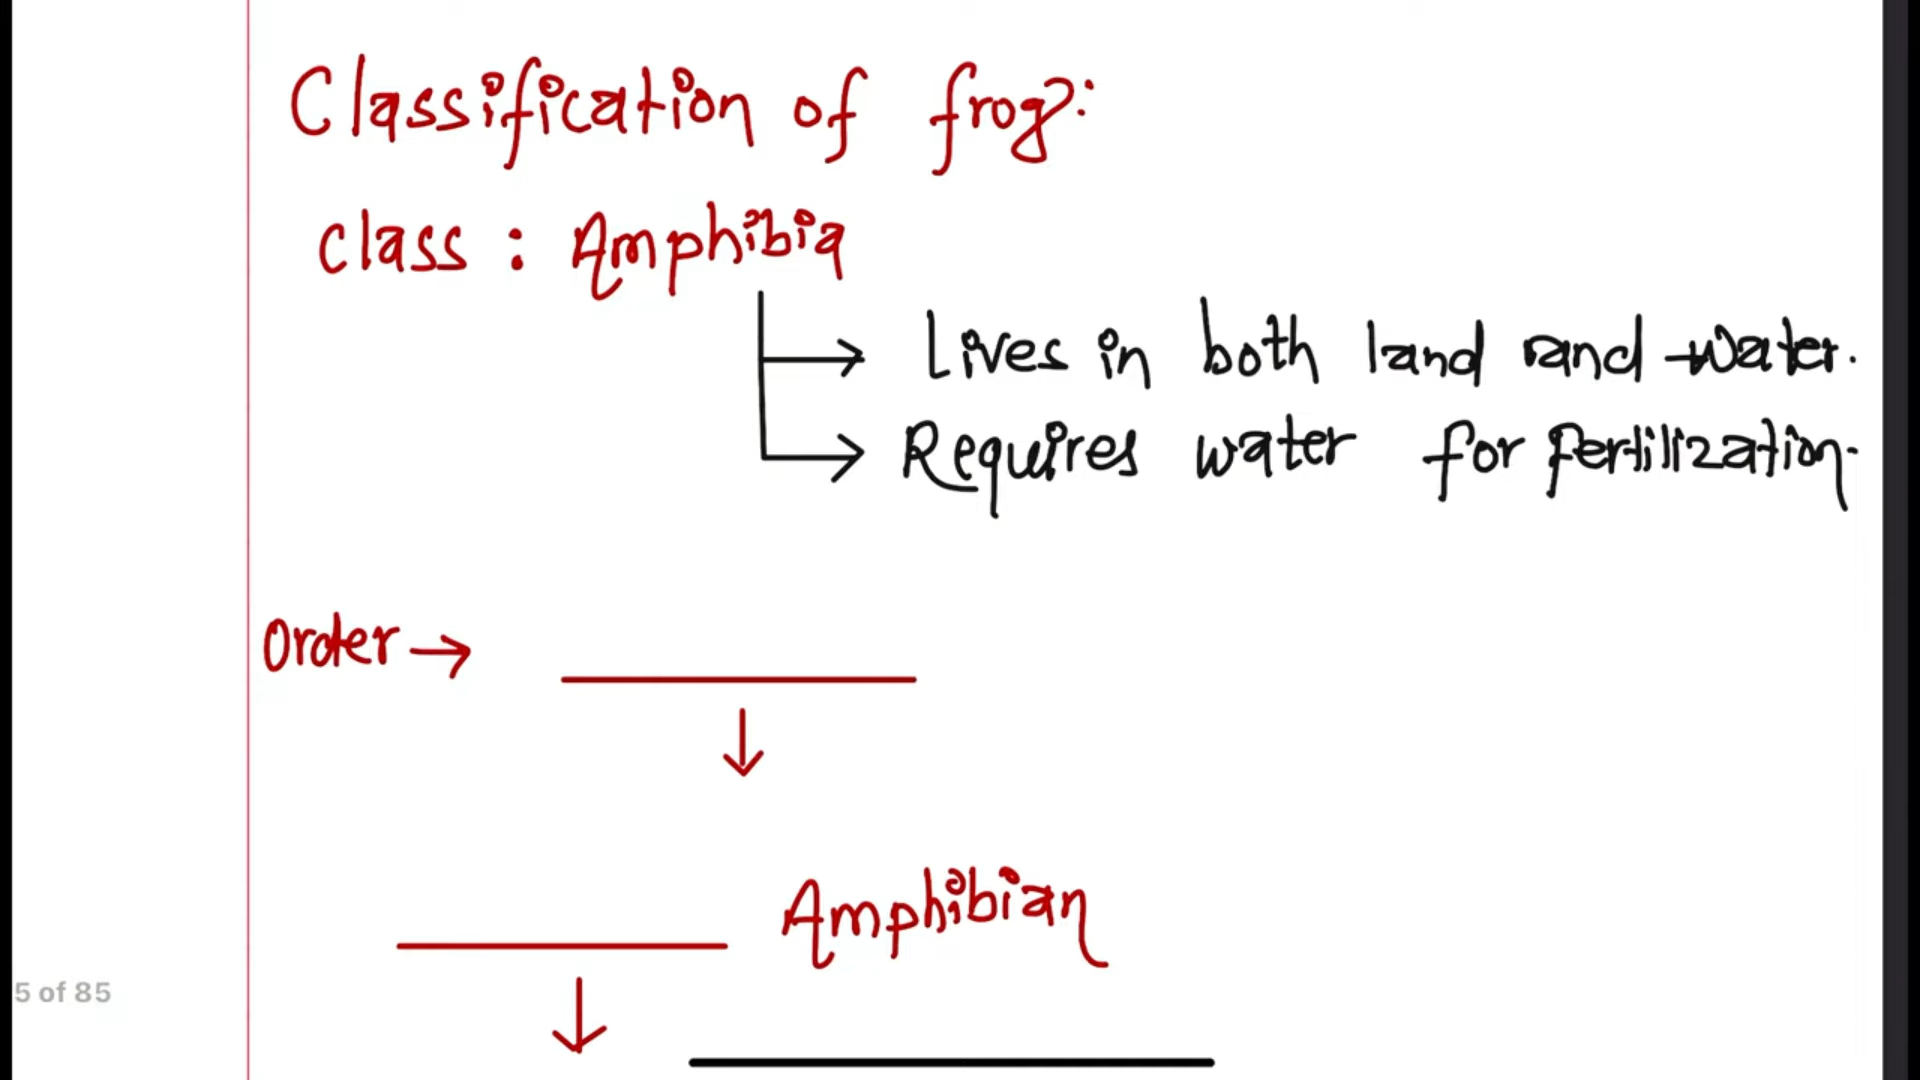 Classification of frog:
class : Amphibia
Lives in both land and water.
Requires water for fertilization.
Order →
Amphibian
5 of 85